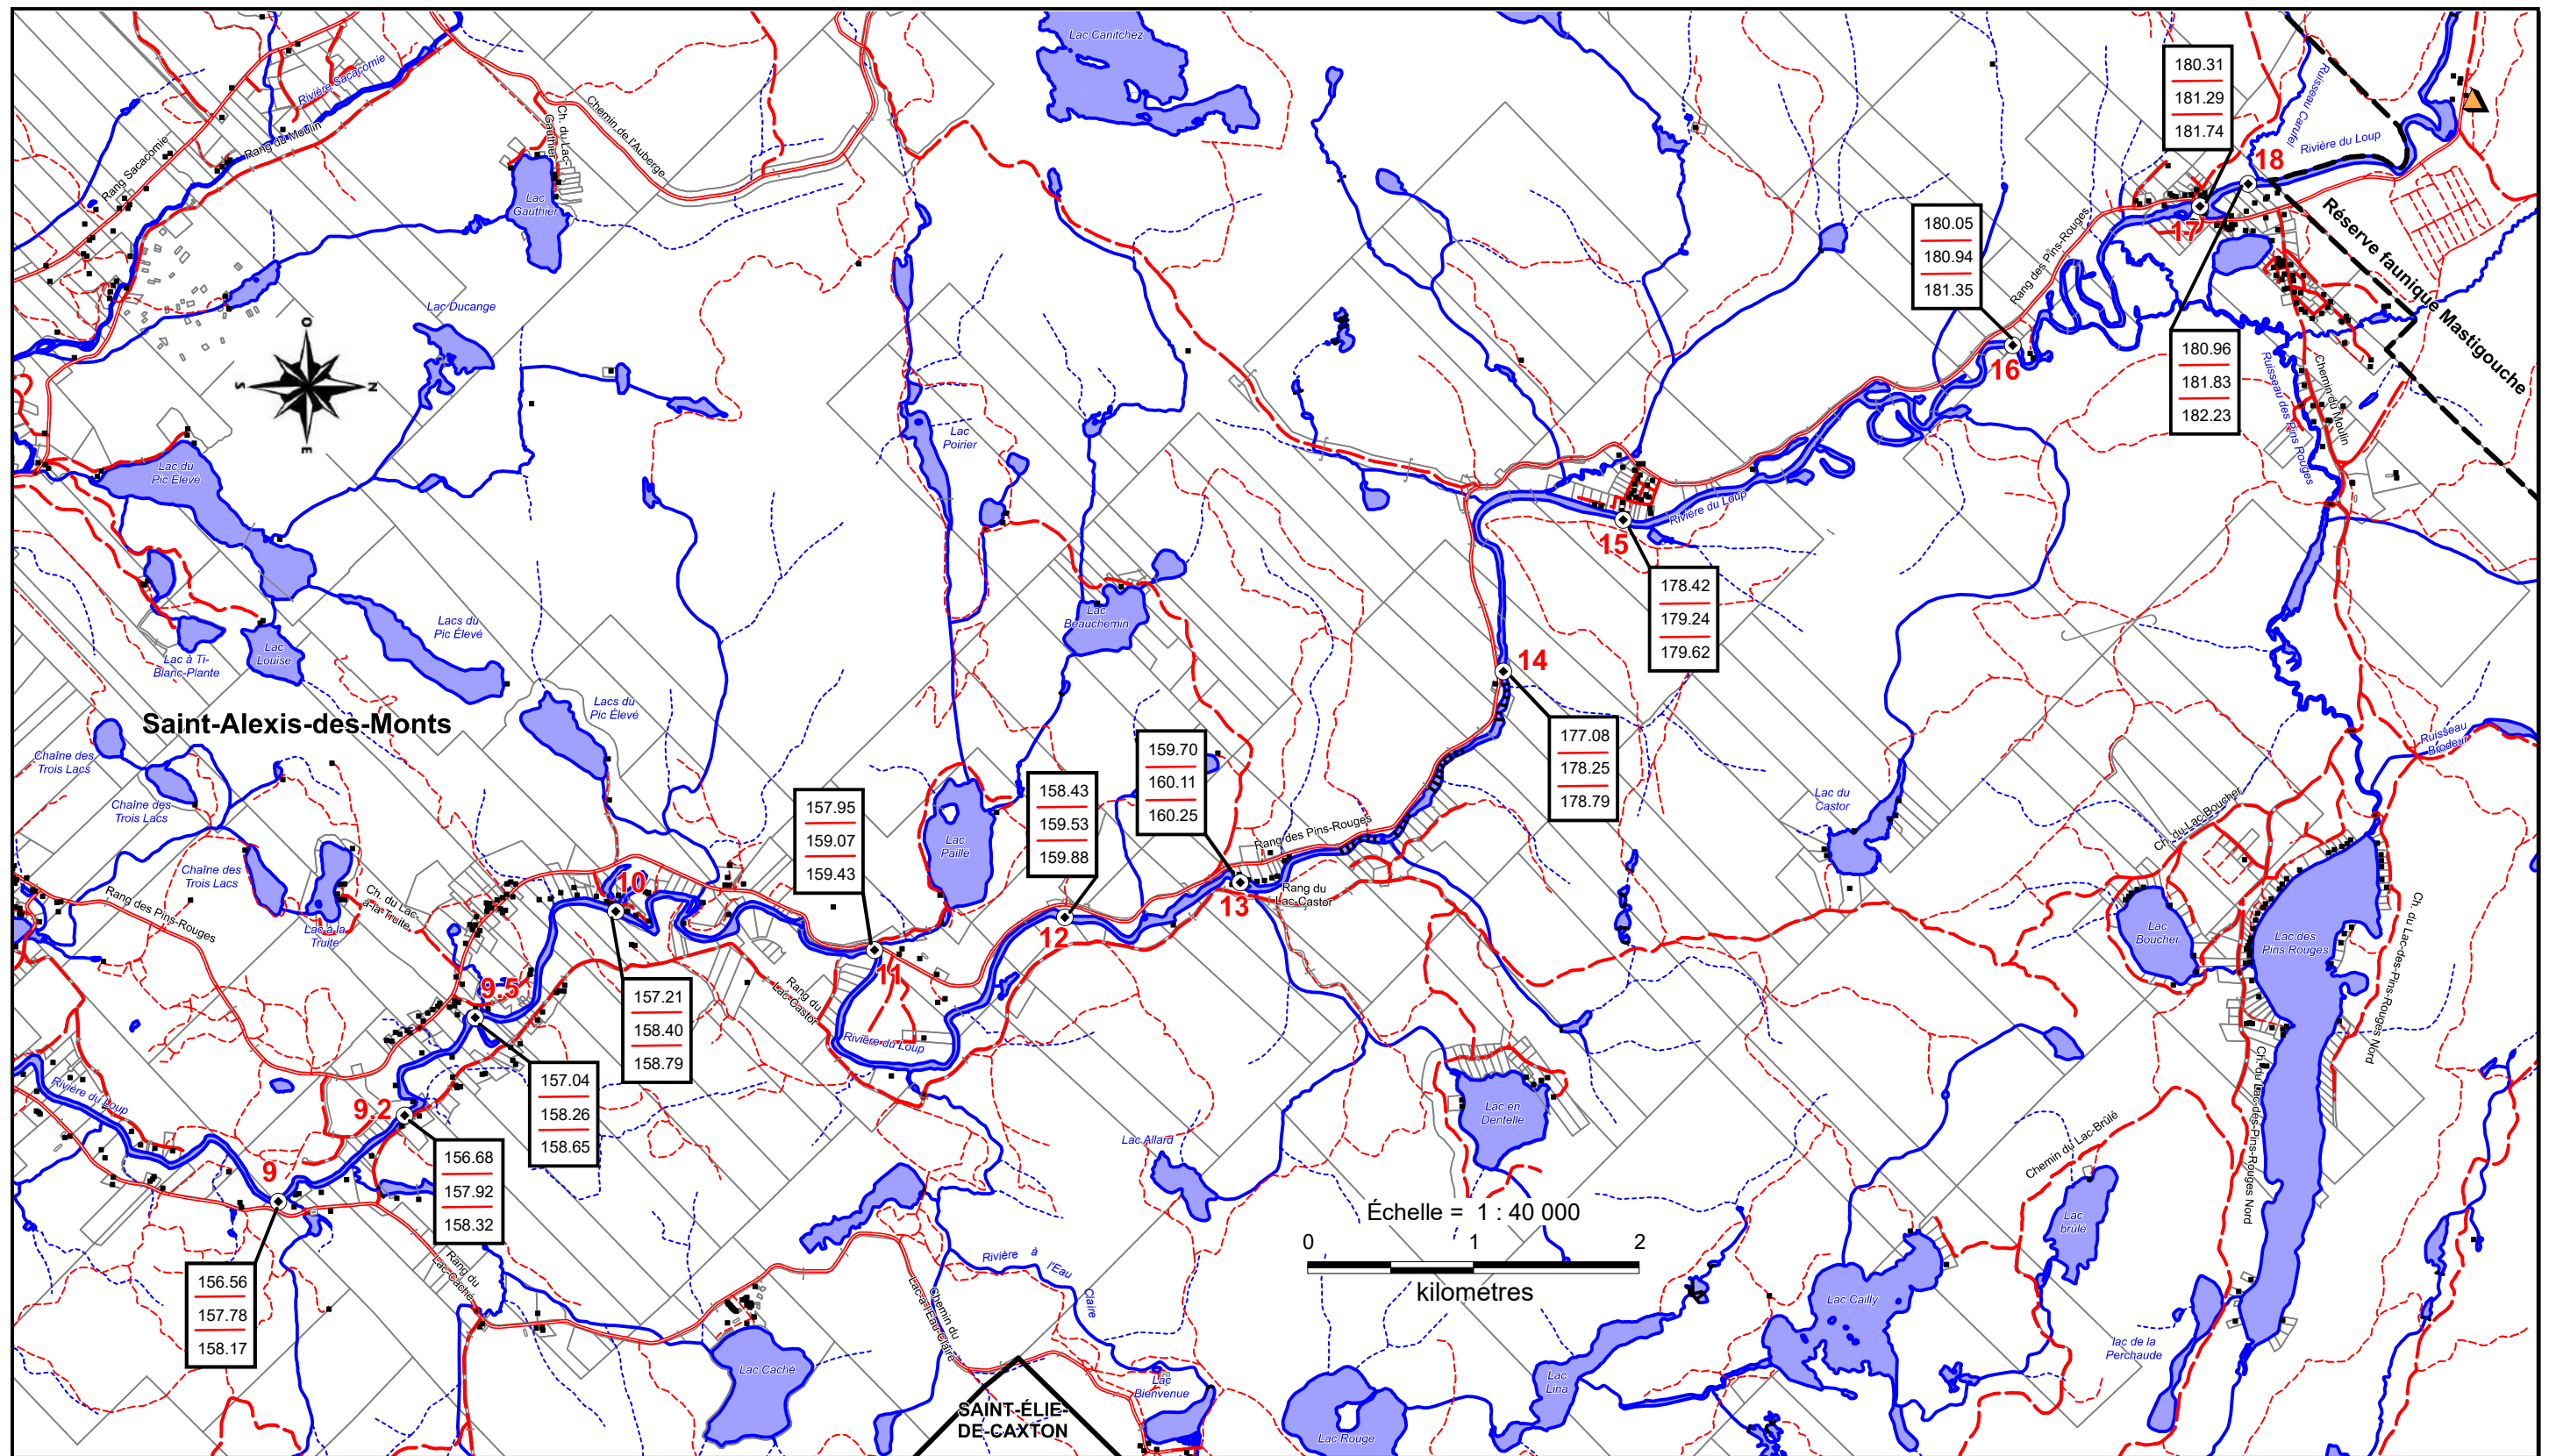 Lac Canitchez
Rivière Sacacomie
Rang Sacacomie
Rang du Moulin
Ch. du Lac-
Gauthier
Chemin de l'Auberge
Lac
Gauthier
180.31
181.29
181.74
Ruisseau Carufel
Rivière du Loup
18
17
Réserve faunique Mastigouche
180.05
180.94
181.35
Rang des Pins-Rouges
16
180.96
181.83
182.23
Ruisseau des Pins Rouges
Chemin du Moulin
O
S
N
E
Lac Ducange
Lac
Poirier
Lac du
Pic Élevé
Rivière du Loup
15
178.42
179.24
179.62
Lac
Beauchemin
Lacs du
Pic Élevé
Lac à Ti-
Blanc-Plante
Lac
Louise
14
177.08
178.25
178.79
Saint-Alexis-des-Monts
Lacs du
Pic Élevé
Chaîne des
Trois Lacs
Chaîne des
Trois Lacs
Chaîne des
Trois Lacs
Ruisseau
Brodeur
159.70
160.11
160.25
158.43
159.53
159.88
157.95
159.07
159.43
Lac
Paillé
Lac du
Castor
Ch. du Lac-Boucher
Rang des Pins-Rouges
Rang du
Lac-Castor
13
12
11
10
Rang des Pins-Rouges
Ch. du Lac-
à-la-Truite
Lac à la
Truite
Lac
Boucher
Lac des
Pins Rouges
Ch. du Lac-des-Pins-Rouges Nord
9.5
157.21
158.40
158.79
Rang du
Lac-Castor
Rivière du Loup
157.04
158.26
158.65
Rivière du Loup
9.2
9
156.68
157.92
158.32
Lac en
Dentelle
Lac Allard
Ch. du Lac-des-Pins-Rouges Nord
Chemin du Lac-Brûlé
Lac
brûlé
Échelle = 1 : 40 000
0
1
2
kilometres
Rivière à
l'Eau
Claire
156.56
157.78
158.17
Rang du
Lac-Caché
Chemin du
Lac-à-l'Eau-Claire
Lac Caché
Lac Cailly
lac de la
Perchaude
Lac
Bienvenue
Lac
Lina
SAINT-ÉLIE-
DE-CAXTON
Lac Rouge